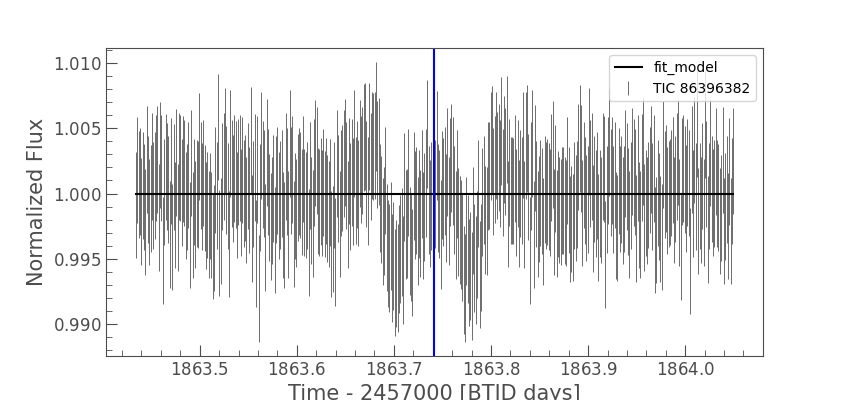 fit_model
TIC 86396382
1.010
1.005
1.000
0.995
0.990
Normalized Flux
1863.5 1863.6 1863.7 1863.8 1863.9 1864.0
Time - 2457000 [BTJD days]